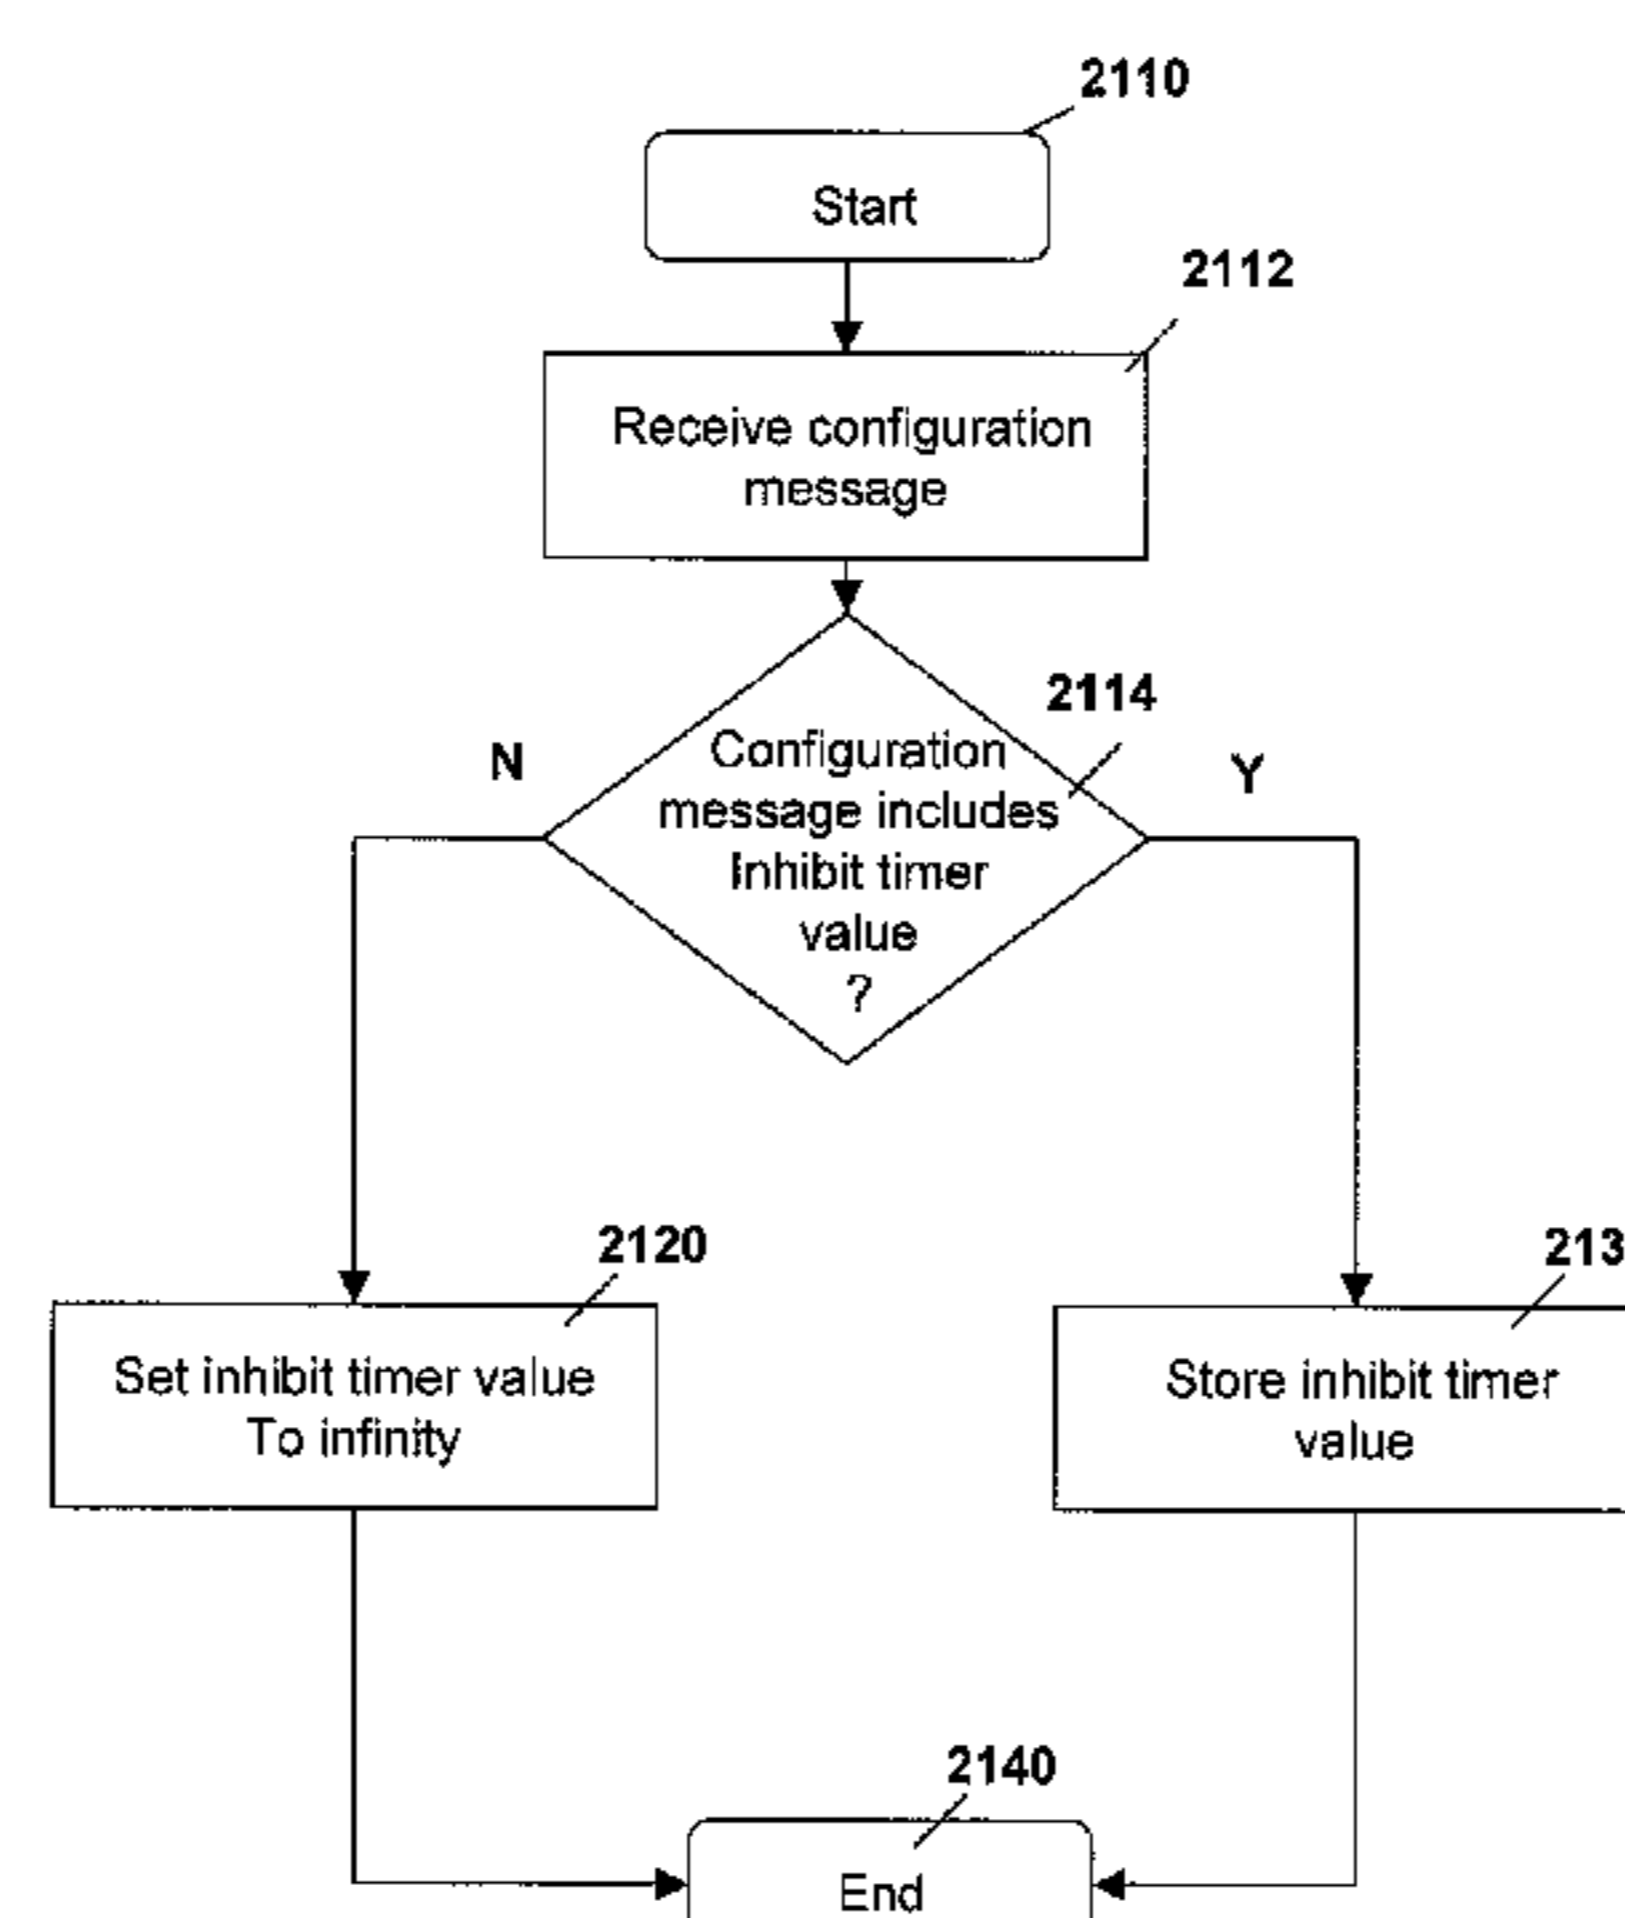 2110
Start
2112
Receive configuration
message
2114
N
Y
Configuration
message includes
Inhibit timer
value
?
2120
213
Set inhibit timer value
To infinity
Store inhibit timer
value
2140
End